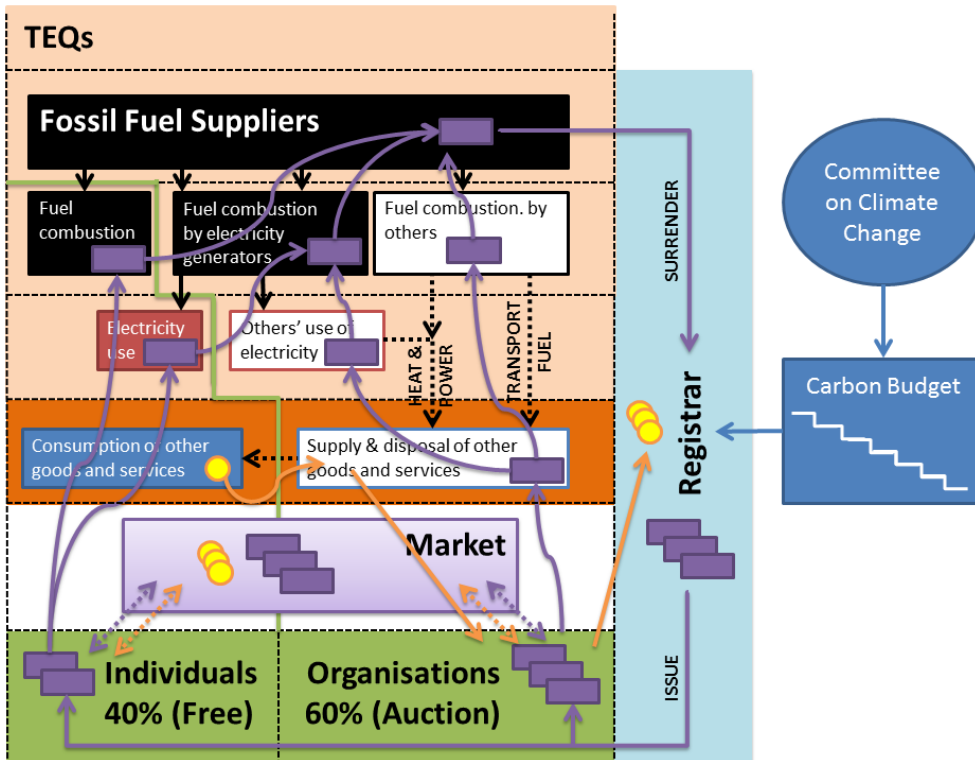 TEQs
Fossil Fuel Suppliers
Fuel
combustion
Fuel combustion
by electricity
generators
Fuel combustion. by
others
Electricity
use
Others’ use of
electricity
HEAT &
POWER
TRANSPORT
FUEL
Consumption of other
goods and services
Supply & disposal of other
goods and services
Market
Individuals
40% (Free)
Organisations
60% (Auction)
SURRENDER
Registrar
ISSUE
Committee
on Climate
Change
Carbon Budget